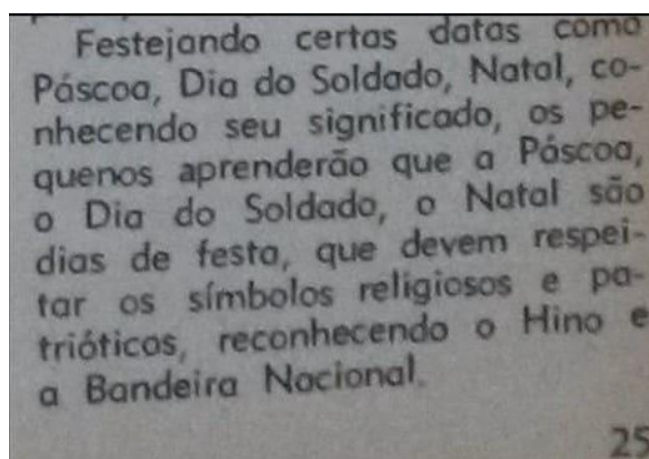 Festejando certas datas como
Páscoa, Dia do Soldado, Natal, co-
nhecendo seu significado, os pe-
quenos aprenderão que a Páscoa,
o Dia do Soldado, o Natal são
dias de festa, que devem respei-
tar os símbolos religiosos e pa-
trióticos, reconhecendo o Hino e
a Bandeira Nacional.
25